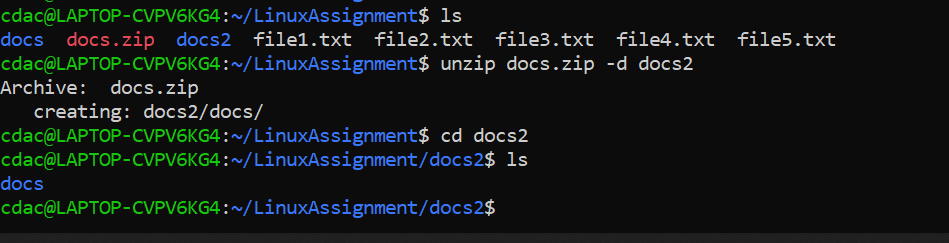 cdac@LAPTOP-CVPV6KG4:~/LinuxAssignment$ ls
docs  docs.zip  docs2  file1.txt  file2.txt  file3.txt  file4.txt  file5.txt
cdac@LAPTOP-CVPV6KG4:~/LinuxAssignment$ unzip docs.zip -d docs2
Archive:  docs.zip
   creating: docs2/docs/
cdac@LAPTOP-CVPV6KG4:~/LinuxAssignment$ cd docs2
cdac@LAPTOP-CVPV6KG4:~/LinuxAssignment/docs2$ ls
docs
cdac@LAPTOP-CVPV6KG4:~/LinuxAssignment/docs2$